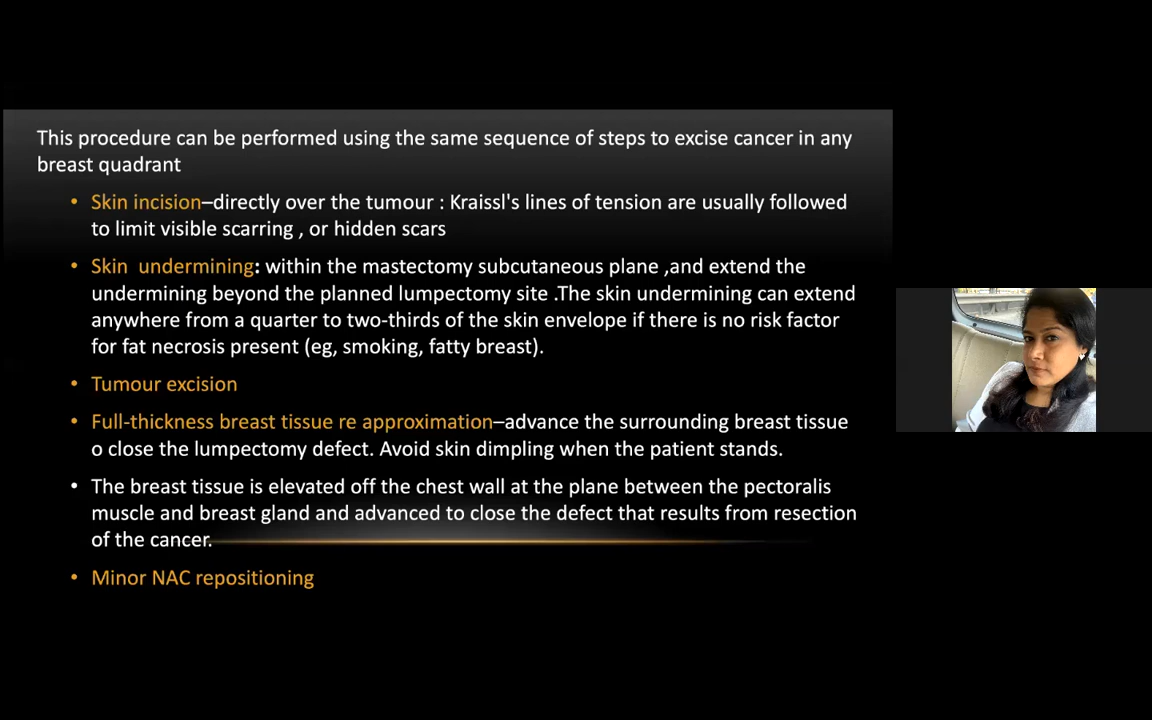 This procedure can be performed using the same sequence of steps to excise cancer in any
breast quadrant
• Skin incision–directly over the tumour : Kraissl's lines of tension are usually followed
to limit visible scarring , or hidden scars
• Skin undermining: within the mastectomy subcutaneous plane ,and extend the
undermining beyond the planned lumpectomy site .The skin undermining can extend
anywhere from a quarter to two-thirds of the skin envelope if there is no risk factor
for fat necrosis present (eg, smoking, fatty breast).
• Tumour excision
• Full-thickness breast tissue re approximation–advance the surrounding breast tissue
o close the lumpectomy defect. Avoid skin dimpling when the patient stands.
• The breast tissue is elevated off the chest wall at the plane between the pectoralis
muscle and breast gland and advanced to close the defect that results from resection
of the cancer.
• Minor NAC repositioning